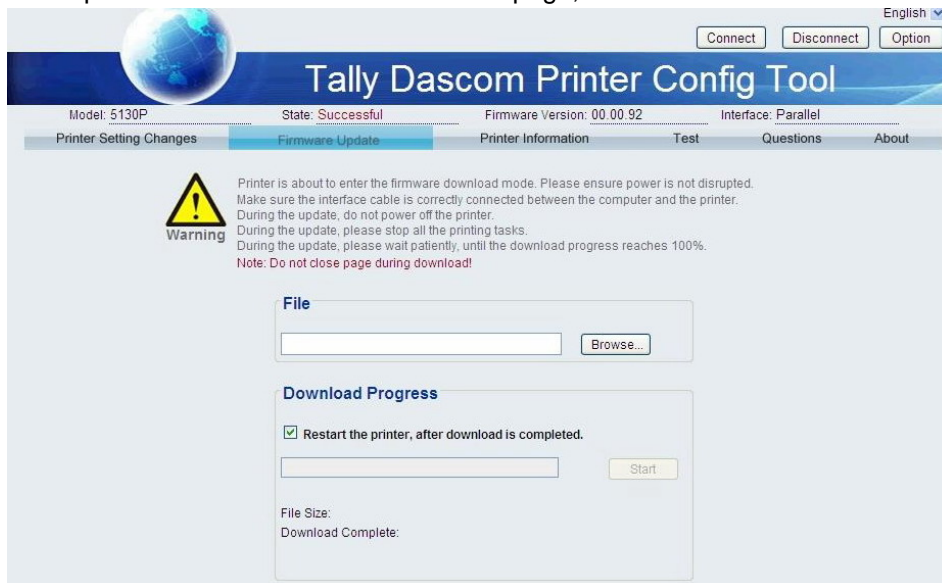 page,
English
Connect Disconnect Option
Tally Dascom Printer Config Tool
Model: 5130P State: Successful Firmware Version: 00.00.92 Interface: Parallel
Printer Setting Changes Firmware Update Printer Information Test Questions About
Printer is about to enter the firmware download mode. Please ensure power is not disrupted.
Make sure the interface cable is correctly connected between the computer and the printer.
During the update, do not power off the printer.
During the update, please stop all the printing tasks.
During the update, please wait patiently, until the download progress reaches 100%.
Warning
Note: Do not close page during download!
File
Browse...
Download Progress
Restart the printer, after download is completed.
Start
File Size:
Download Complete: